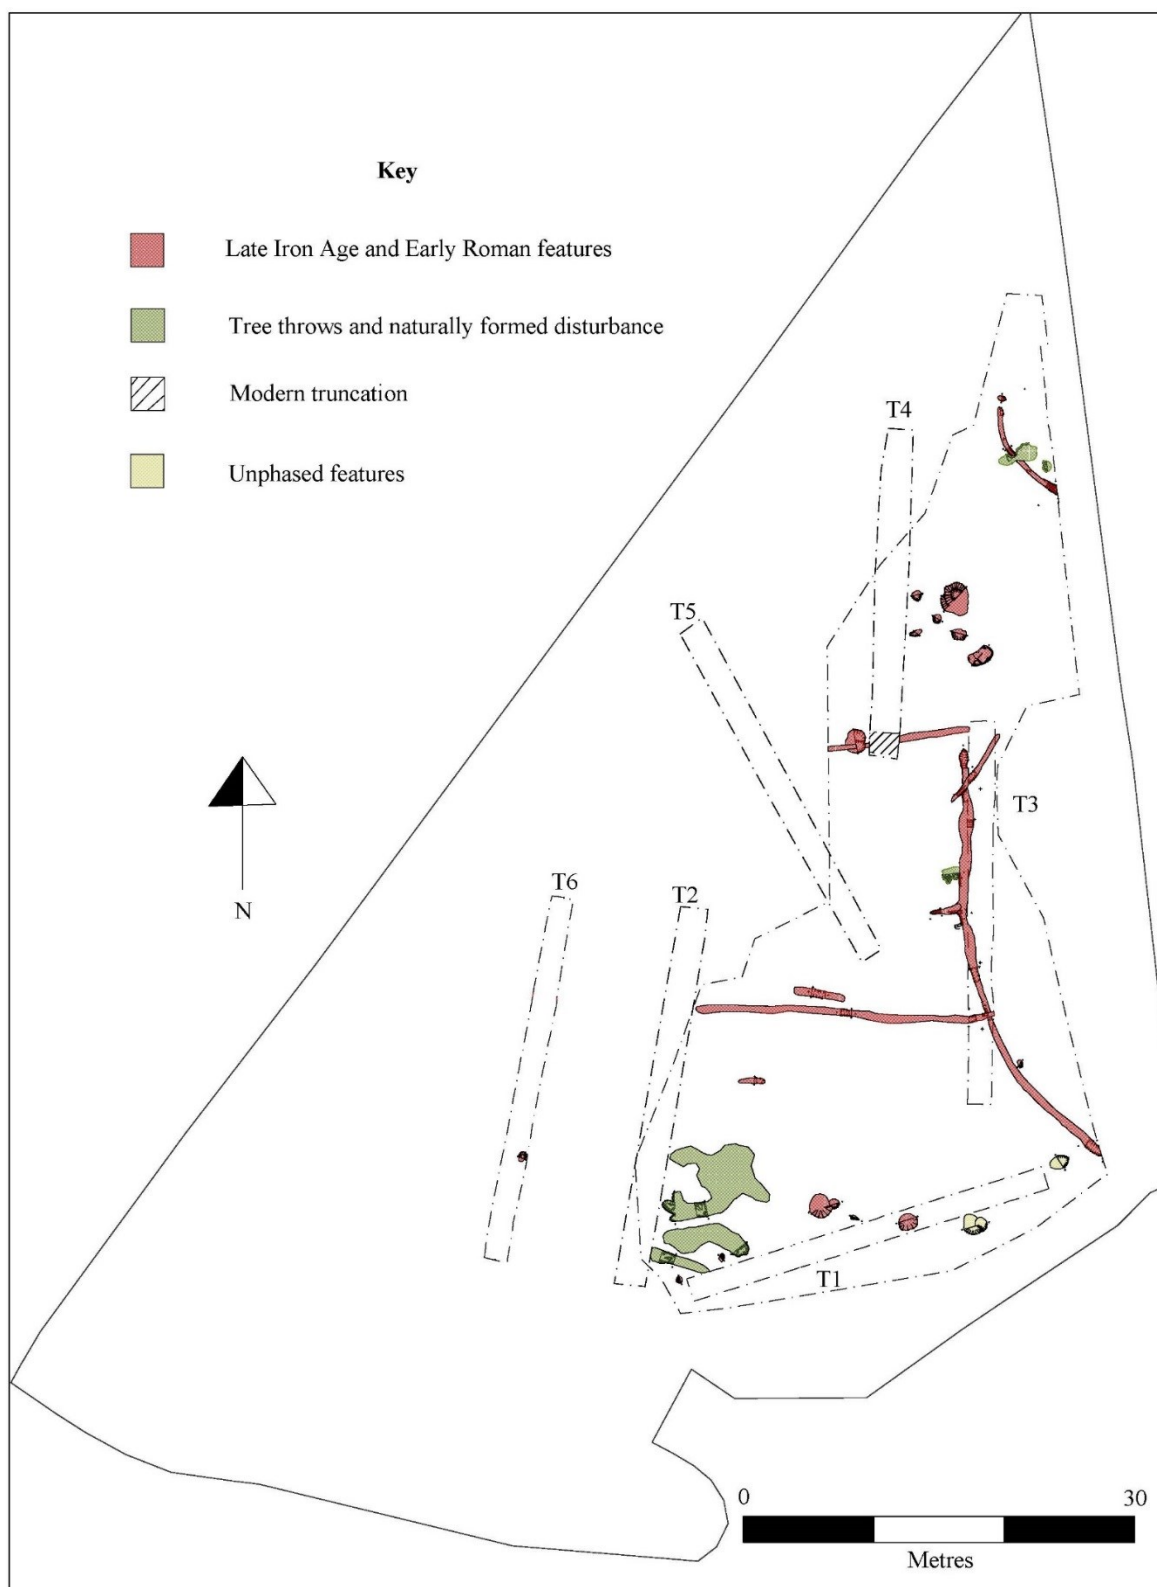 Key
Late Iron Age and Early Roman features
Tree throws and naturally formed disturbance
Modern truncation
Unphased features
T4
T5
T3
T6
T2
N
T1
0 30
Metres